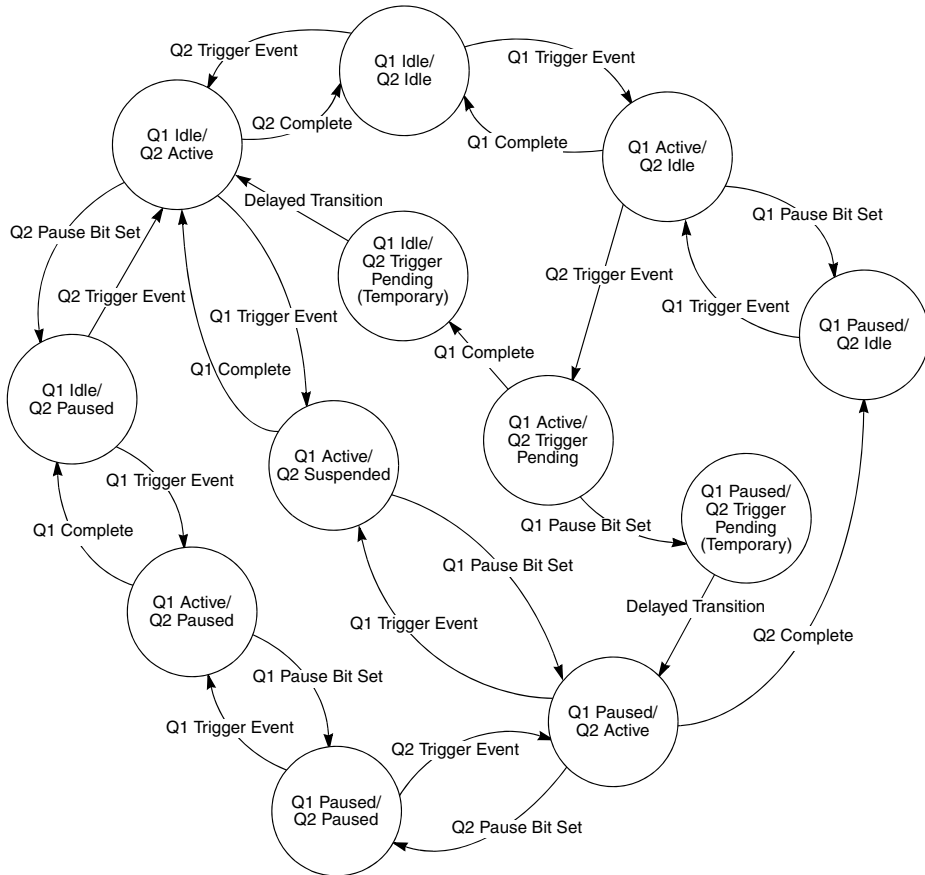 Q1 Idle/
Q2 Idle
Q2 Trigger Event
Q1 Trigger Event
Q2 Complete
Q1 Complete
Q1 Idle/
Q2 Active
Q1 Active/
Q2 Idle
Delayed Transition
Q1 Pause Bit Set
Q2 Pause Bit Set
Q1 Idle/
Q2 Trigger
Pending
(Temporary)
Q2 Trigger Event
Q2 Trigger Event
Q1 Trigger Event
Q1 Trigger Event
Q1 Paused/
Q2 Idle
Q1 Complete
Q1 Complete
Q1 Idle/
Q2 Paused
Q1 Active/
Q2 Trigger
Pending
Q1 Active/
Q2 Suspended
Q1 Trigger Event
Q1 Paused/
Q2 Trigger
Pending
(Temporary)
Q1 Complete
Q1 Pause Bit Set
Q1 Pause Bit Set
Q1 Active/
Q2 Paused
Delayed Transition
Q1 Trigger Event
Q2 Complete
Q1 Pause Bit Set
Q1 Paused/
Q2 Active
Q1 Trigger Event
Q2 Trigger Event
Q1 Paused/
Q2 Paused
Q2 Pause Bit Set